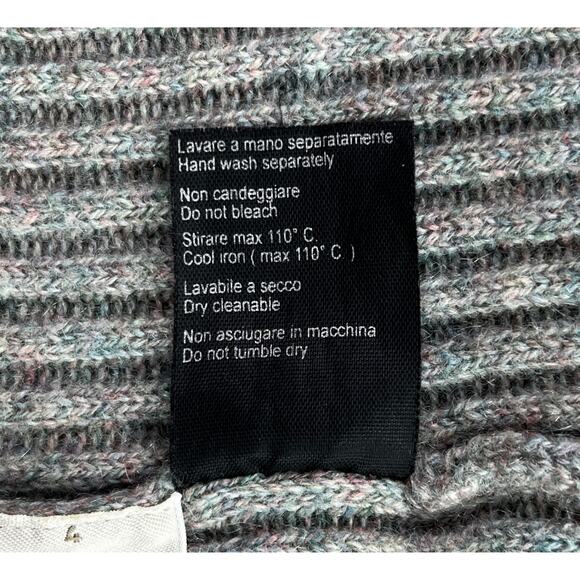 Lavare a mano separatamente
Hand wash separately
Non candeggiare
Do not bleach
Stirare max 110° C.
Cool iron ( max 110° C )
Lavabile a secco
Dry cleanable
Non asciugare in macchina
Do not tumble dry
4